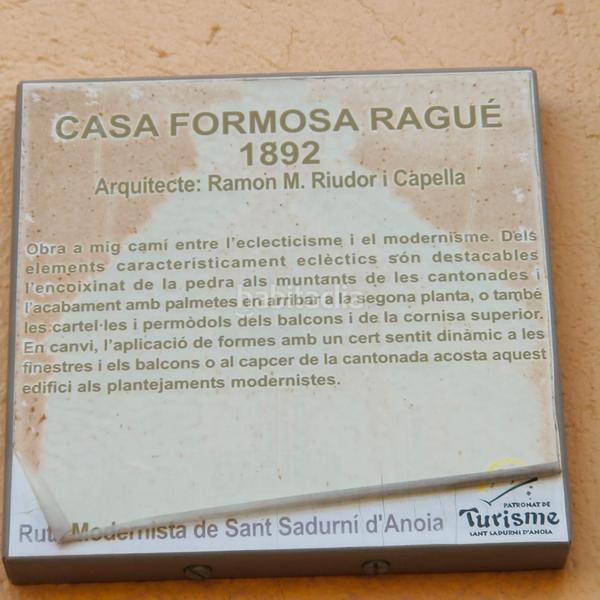 CASA FORMOSA RAGUÉ
1892
Arquitecte: Ramon M. Riudor i Capella
Obra a mig camí entre l'eclecticisme i el modernisme. Dels
elements característicament eclèctics són destacables
l'encoixinat de la pedra als muntants de les cantonades i
l'acabament amb palmetes en arribar a la segona planta, o també
les cartel·les i permòdols dels balcons i de la cornisa superior.
En canvi, l'aplicació de formes amb un cert sentit dinàmic a les
finestres i els balcons o al capcer de la cantonada acosta aquest
edifici als plantejaments modernistes.
Modernista de Sant Sadurní d'Anoia
PATRONAT DE
Turisme
SANT SADURNI D'ANOIA
habitaclia